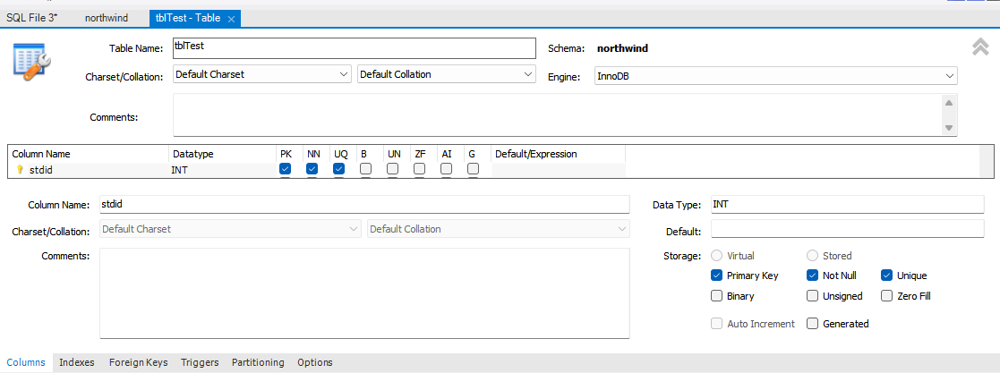 SQL File 3* northwind tblTest - Table ×
Table Name: tblTest Schema: northwind
Charset/Collation: Default Charset Default Collation Engine: InnoDB
Comments:
Column Name Datatype PK NN UQ B UN ZF AI G Default/Expression
stdid INT
Column Name: stdid Data Type: INT
Charset/Collation: Default Charset Default Collation Default:
Comments: Storage: Virtual Stored
Primary Key Not Null Unique
Binary Unsigned Zero Fill
Auto Increment Generated
Columns Indexes Foreign Keys Triggers Partitioning Options